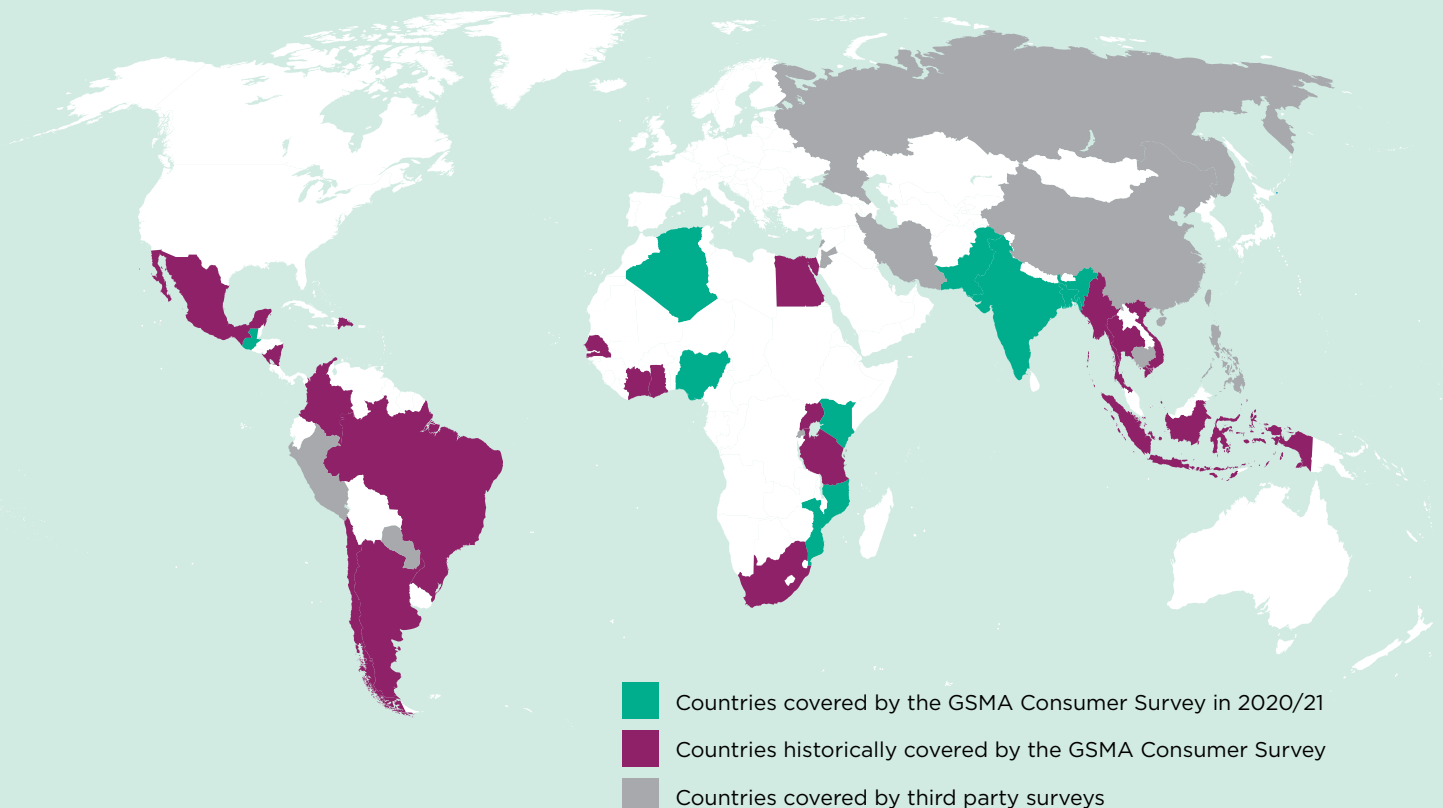 Countries covered by the GSMA Consumer Survey in 2020/21
Countries historically covered by the GSMA Consumer Survey
Countries covered by third party surveys